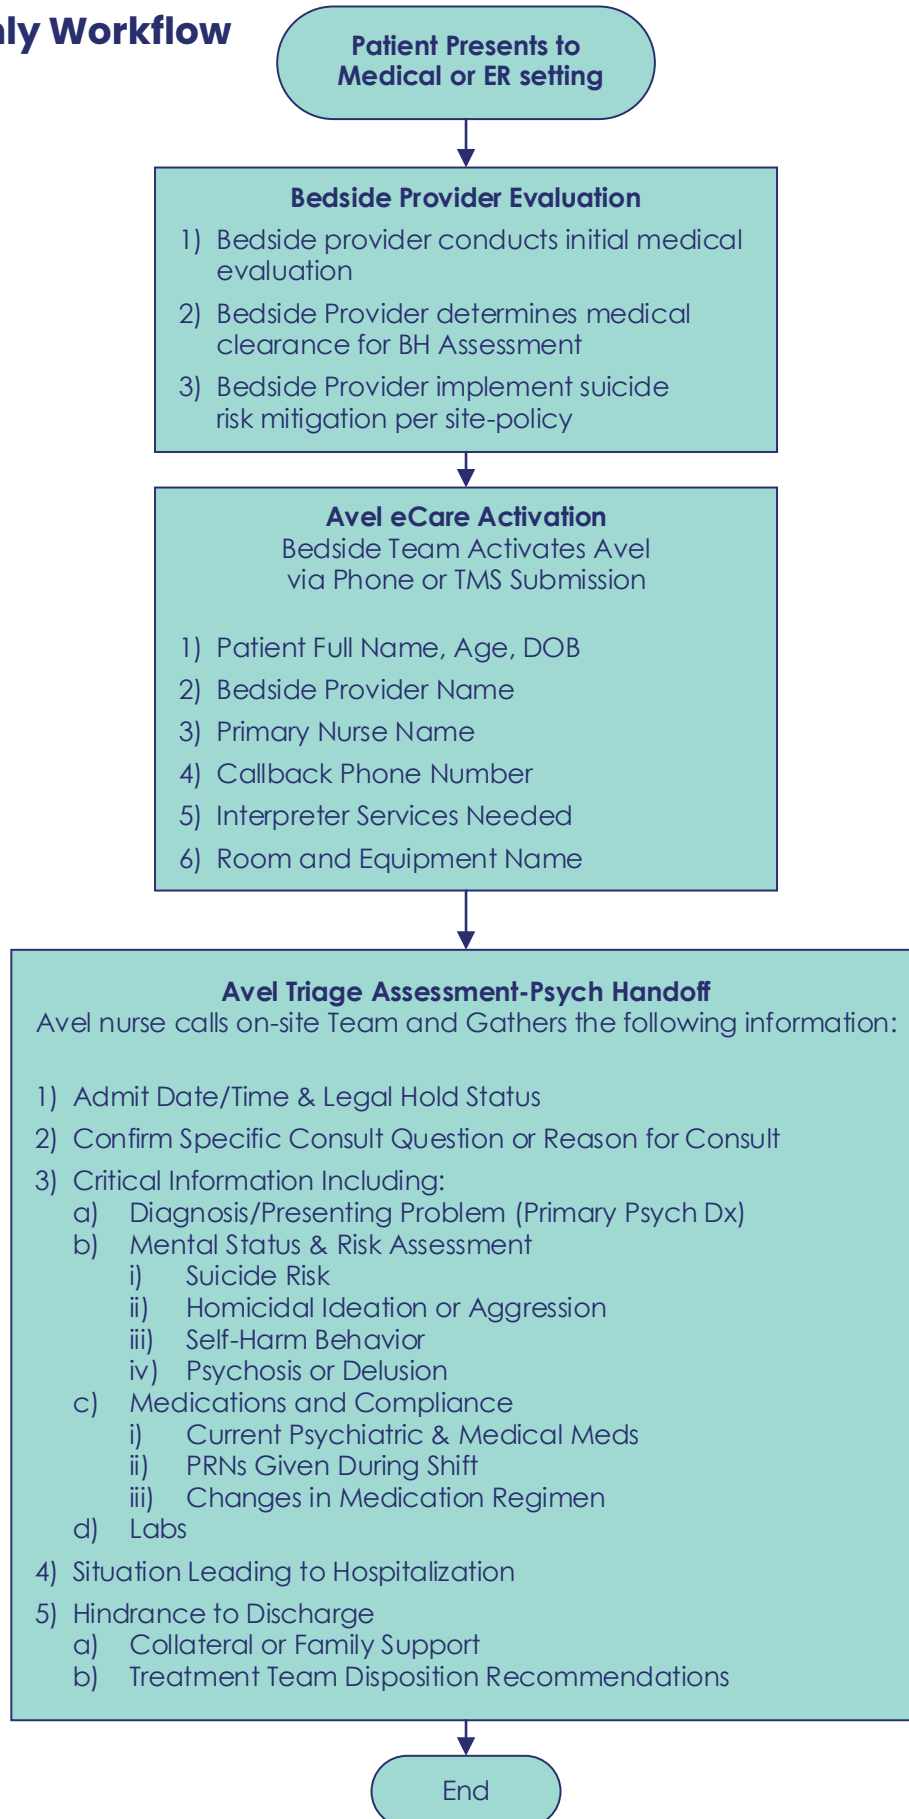 Workflow
Patient Presents to
Medical or ER setting
Bedside Provider Evaluation
1) Bedside provider conducts initial medical
evaluation
2) Bedside Provider determines medical
clearance for BH Assessment
3) Bedside Provider implement suicide
risk mitigation per site-policy
Avel eCare Activation
Bedside Team Activates Avel
via Phone or TMS Submission
1) Patient Full Name, Age, DOB
2) Bedside Provider Name
3) Primary Nurse Name
4) Callback Phone Number
5) Interpreter Services Needed
6) Room and Equipment Name
Avel Triage Assessment-Psych Handoff
Avel nurse calls on-site Team and Gathers the following information:
1) Admit Date/Time & Legal Hold Status
2) Confirm Specific Consult Question or Reason for Consult
3) Critical Information Including:
a) Diagnosis/Presenting Problem (Primary Psych Dx)
b) Mental Status & Risk Assessment
i) Suicide Risk
ii) Homicidal Ideation or Aggression
iii) Self-Harm Behavior
iv) Psychosis or Delusion
c) Medications and Compliance
i) Current Psychiatric & Medical Meds
ii) PRNs Given During Shift
iii) Changes in Medication Regimen
d) Labs
4) Situation Leading to Hospitalization
5) Hindrance to Discharge
a) Collateral or Family Support
b) Treatment Team Disposition Recommendations
End